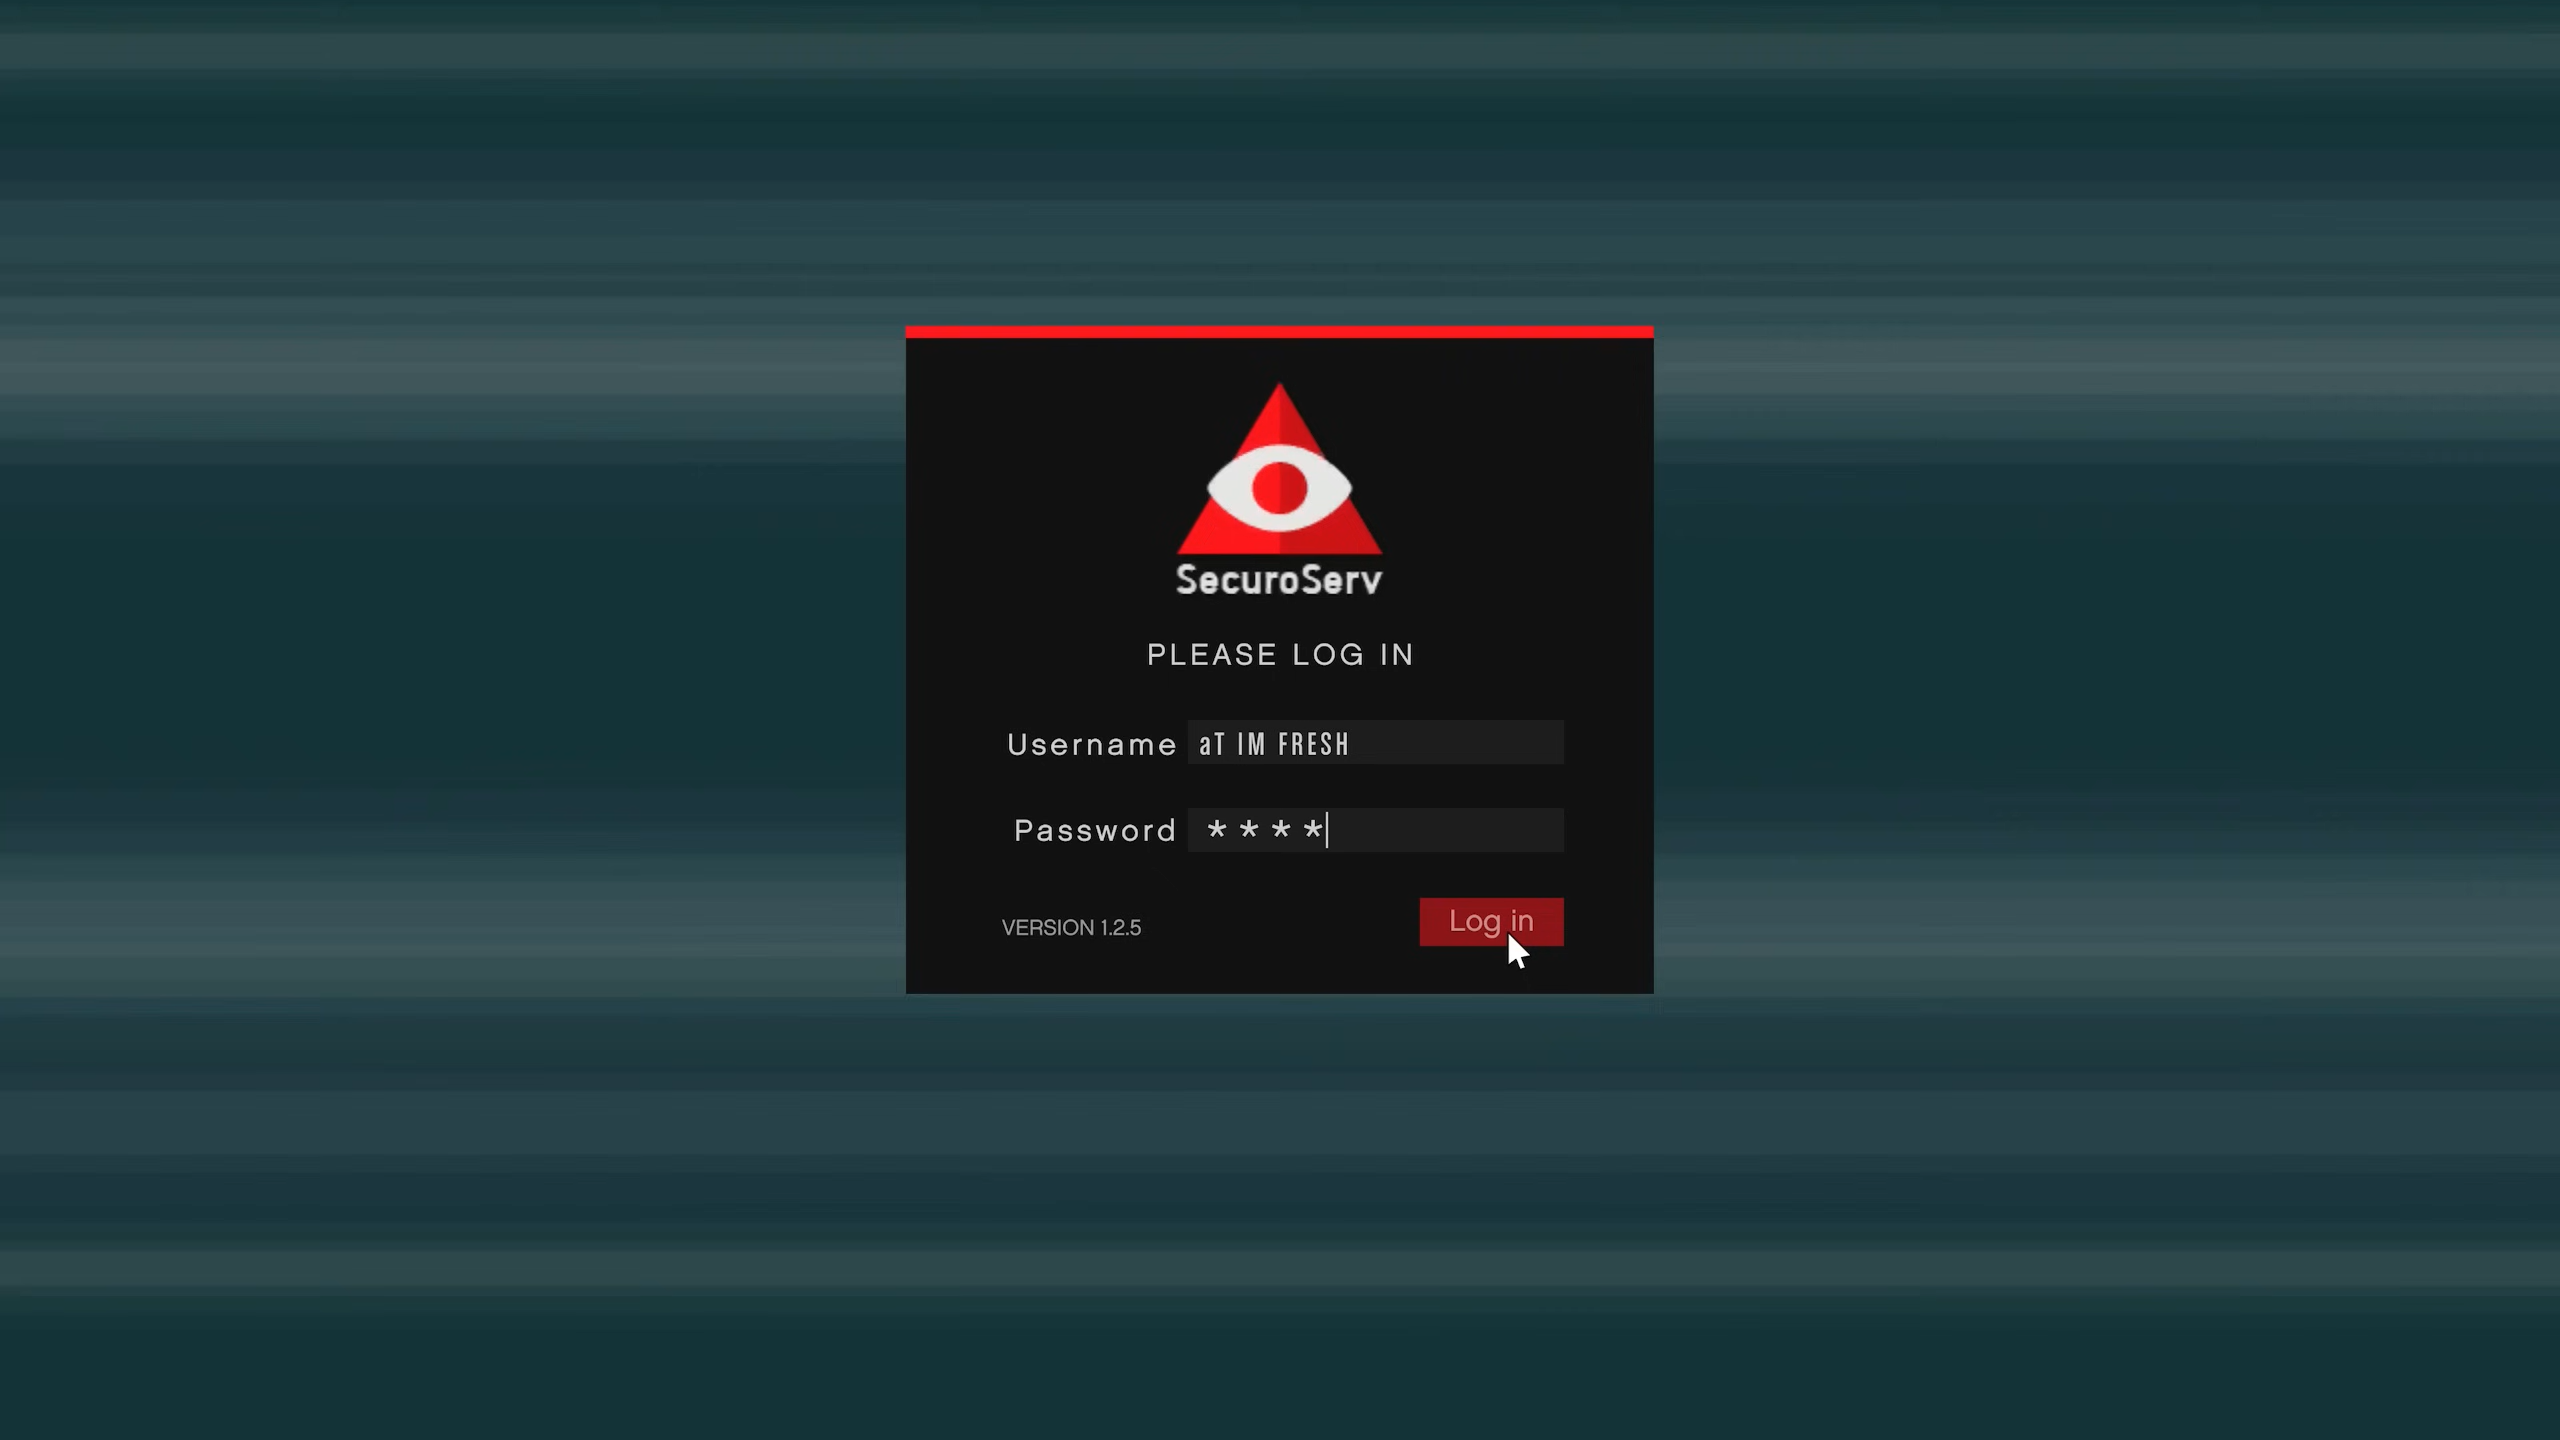 SecuroServ
PLEASE LOG IN
Username aT IM FRESH
Password ****
VERSION 1.2.5
Log in